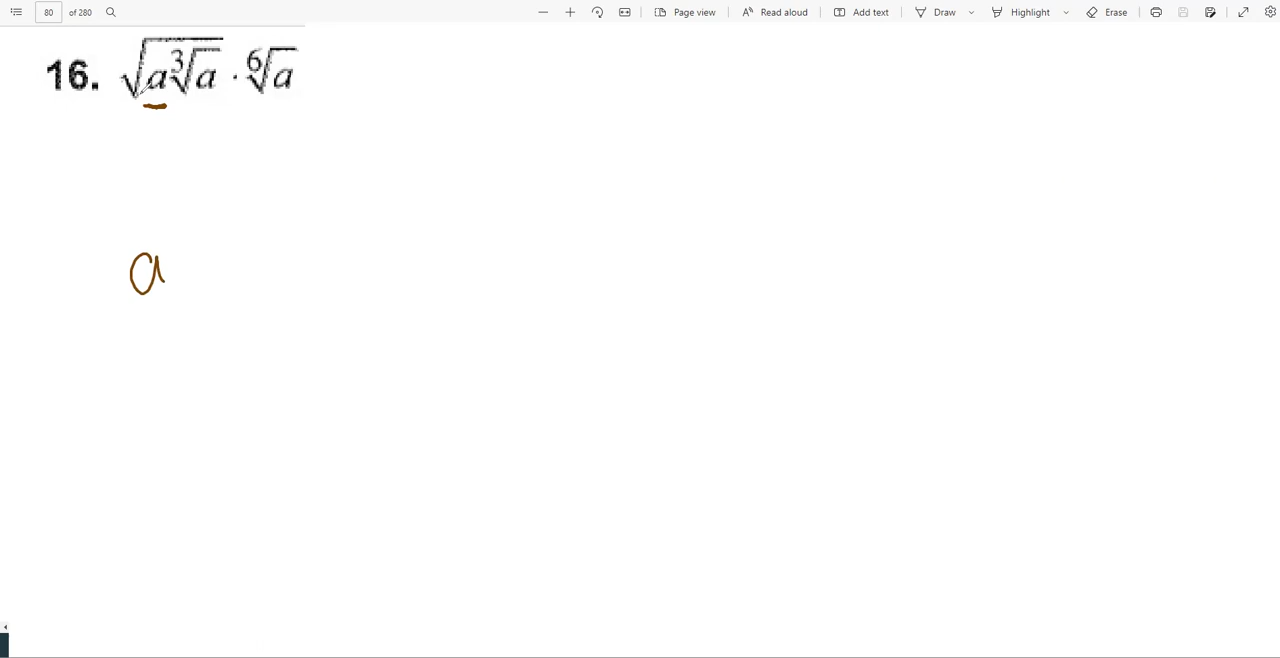 80 of 280 Page view A Read aloud T Add text Draw Highlight Erase
16. √(a∛a) · ⁶√a
a